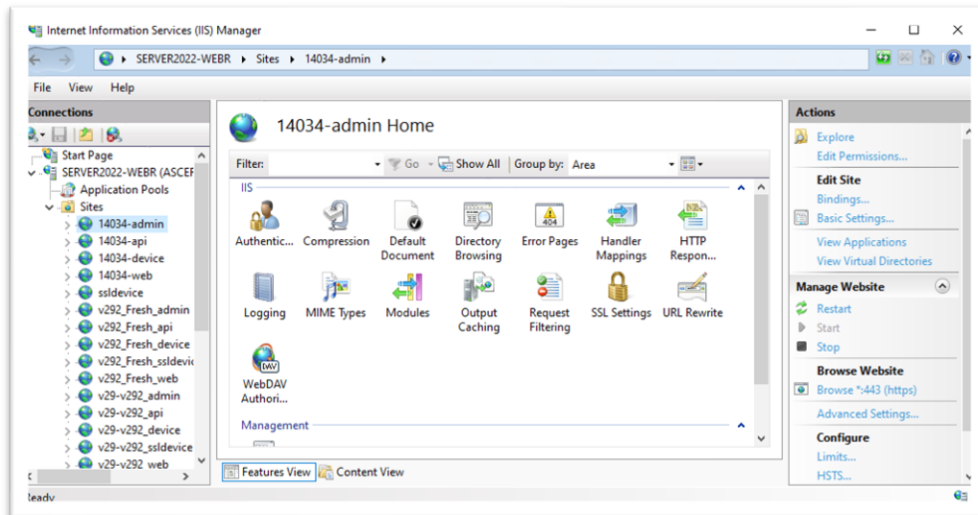 Internet Information Services (IIS) Manager
SERVER2022-WEBR Sites 14034-admin
File View Help
Connections
Start Page
SERVER2022-WEBR (ASCEF
Application Pools
Sites
14034-admin
14034-api
14034-device
14034-web
ssldevice
v292_Fresh_admin
v292_Fresh_api
v292_Fresh_device
v292_Fresh_ssldevic
v292_Fresh_web
v29-v292_admin
v29-v292_api
v29-v292_device
v29-v292_ssldevice
v29-v292 web
14034-admin Home
Filter: Go Show All Group by: Area
IIS
Authentic... Compression Default Document Directory Browsing Error Pages Handler Mappings HTTP Respon...
404
Logging MIME Types Modules Output Caching Request Filtering SSL Settings URL Rewrite
DAV
WebDAV Authori...
Management
Features View Content View
Actions
Explore
Edit Permissions...
Edit Site
Bindings...
Basic Settings...
View Applications
View Virtual Directories
Manage Website
Restart
Start
Stop
Browse Website
Browse *:443 (https)
Advanced Settings...
Configure
Limits...
HSTS...
Ready